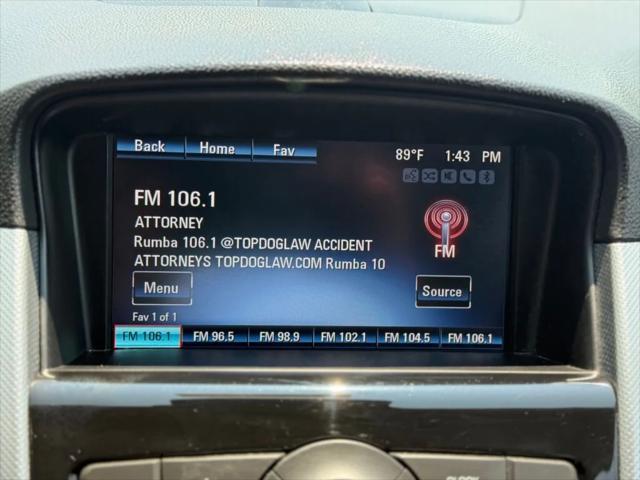 Back Home Fav 89°F 1:43 PM
FM 106.1
ATTORNEY
Rumba 106.1 @TOPDOGLAW ACCIDENT
ATTORNEYS TOPDOGLAW.COM Rumba 10
FM
Menu Source
Fav 1 of 1
FM 106.1 FM 96.5 FM 98.9 FM 102.1 FM 104.5 FM 106.1